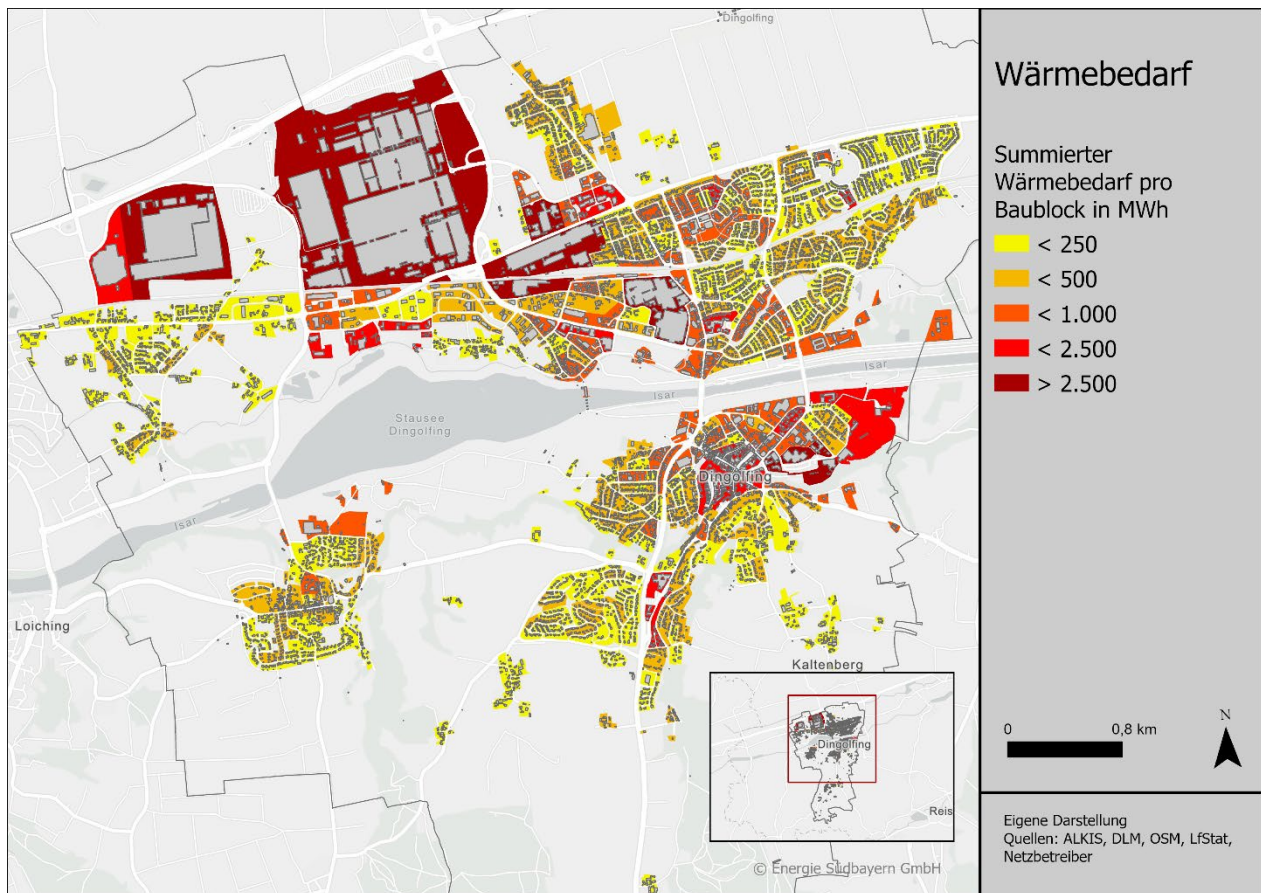 Dingolfing
Wärmebedarf
Summierter
Wärmebedarf pro
Baublock in MWh
< 250
< 500
< 1.000
< 2.500
> 2.500
Isar
Stausee
Dingolfing
Isar
Dingolfing
Isar
Loiching
Kaltenberg
Dingolfing
Reis
0
0,8 km
N
© Energie Südbayern GmbH
Eigene Darstellung
Quellen: ALKIS, DLM, OSM, LfStat,
Netzbetreiber